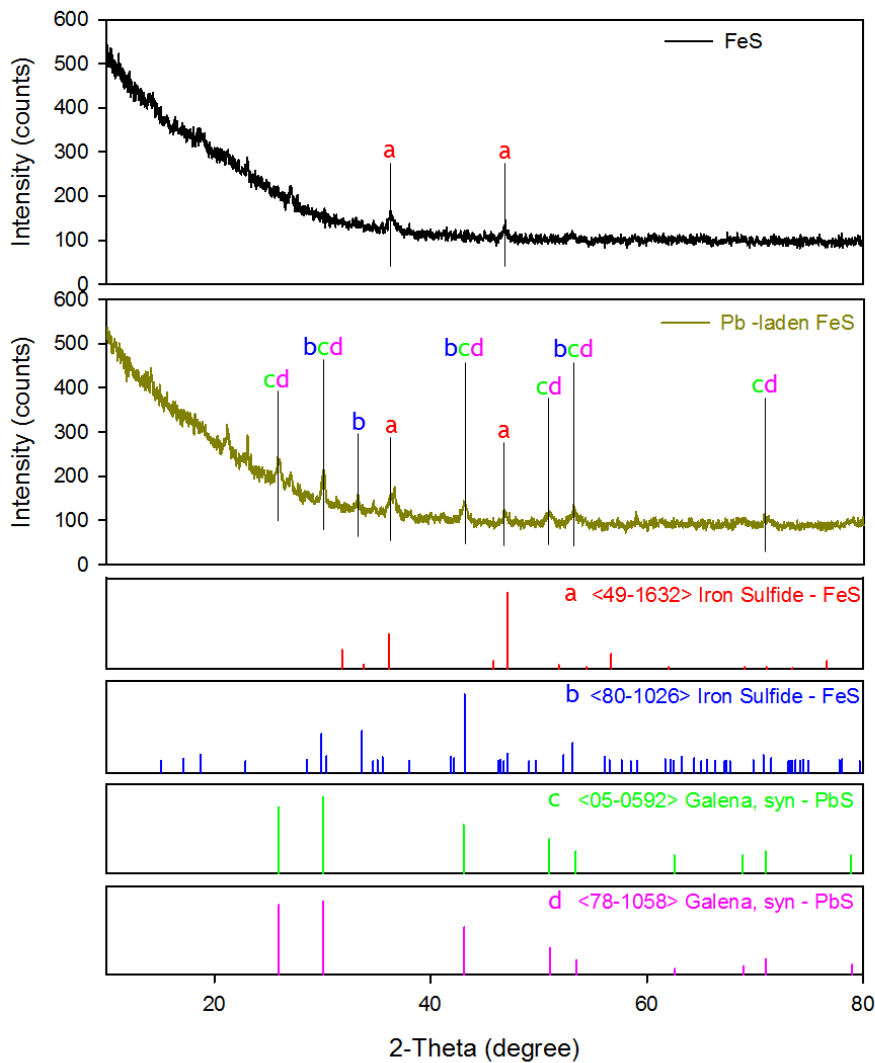 600
FeS
500
400
300
a a
200
100
0
Intensity (counts)
600
Pb -laden FeS
500
bcd bcd bcd
400
cd cd cd
300
b a a
200
100
0
Intensity (counts)
a <49-1632> Iron Sulfide - FeS
b <80-1026> Iron Sulfide - FeS
c <05-0592> Galena, syn - PbS
d <78-1058> Galena, syn - PbS
20 40 60 80
2-Theta (degree)